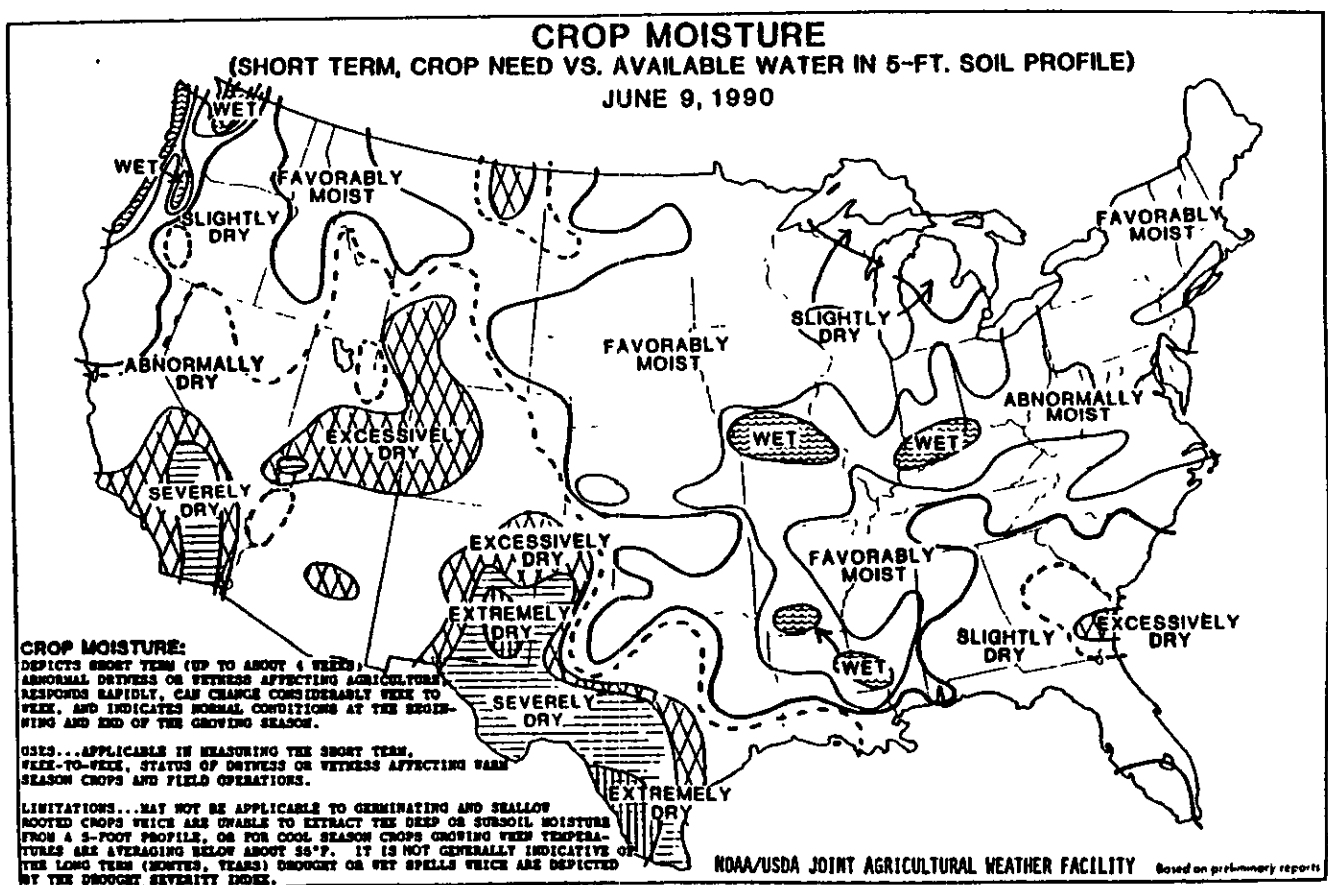 CROP MOISTURE
(SHORT TERM, CROP NEED VS. AVAILABLE WATER IN 5-FT. SOIL PROFILE)
JUNE 9, 1990
WET
WET
FAVORABLY
MOIST
SLIGHTLY
DRY
FAVORABLY
MOIST
SLIGHTLY
DRY
ABNORMALLY
DRY
FAVORABLY
MOIST
ABNORMALLY
MOIST
EXCESSIVELY
DRY
WET
WET
SEVERELY
DRY
EXCESSIVELY
DRY
FAVORABLY
MOIST
EXTREMELY
DRY
SLIGHTLY
DRY
EXCESSIVELY
DRY
WET
SEVERELY
DRY
EXTREMELY
DRY
CROP MOISTURE:
DEPICTS SHORT TERM (UP TO ABOUT 4 WEEKS)
ABNORMAL DRYNESS OR WETNESS AFFECTING AGRICULTURE,
RESPONDS RAPIDLY, CAN CHANGE CONSIDERABLY WEEK TO
WEEK, AND INDICATES NORMAL CONDITIONS AT THE BEGIN-
NING AND END OF THE GROWING SEASON.
USES...APPLICABLE IN MEASURING THE SHORT TERM,
WEEK-TO-WEEK, STATUS OF DRYNESS OR WETNESS AFFECTING WARM
SEASON CROPS AND FIELD OPERATIONS.
LIMITATIONS...MAY NOT BE APPLICABLE TO GERMINATING AND SHALLOW
ROOTED CROPS WHICH ARE UNABLE TO EXTRACT THE DEEP OR SUBSOIL MOISTURE
FROM A 5-FOOT PROFILE, OR FOR COOL SEASON CROPS GROWING WHEN TEMPERA-
TURES ARE AVERAGING BELOW ABOUT 55°F. IT IS NOT GENERALLY INDICATIVE OF
THE LONG TERM (MONTHS, YEARS) DROUGHT OR WET SPELLS WHICH ARE DEPICTED
BY THE DROUGHT SEVERITY INDEX.
NOAA/USDA JOINT AGRICULTURAL WEATHER FACILITY
Based on preliminary reports